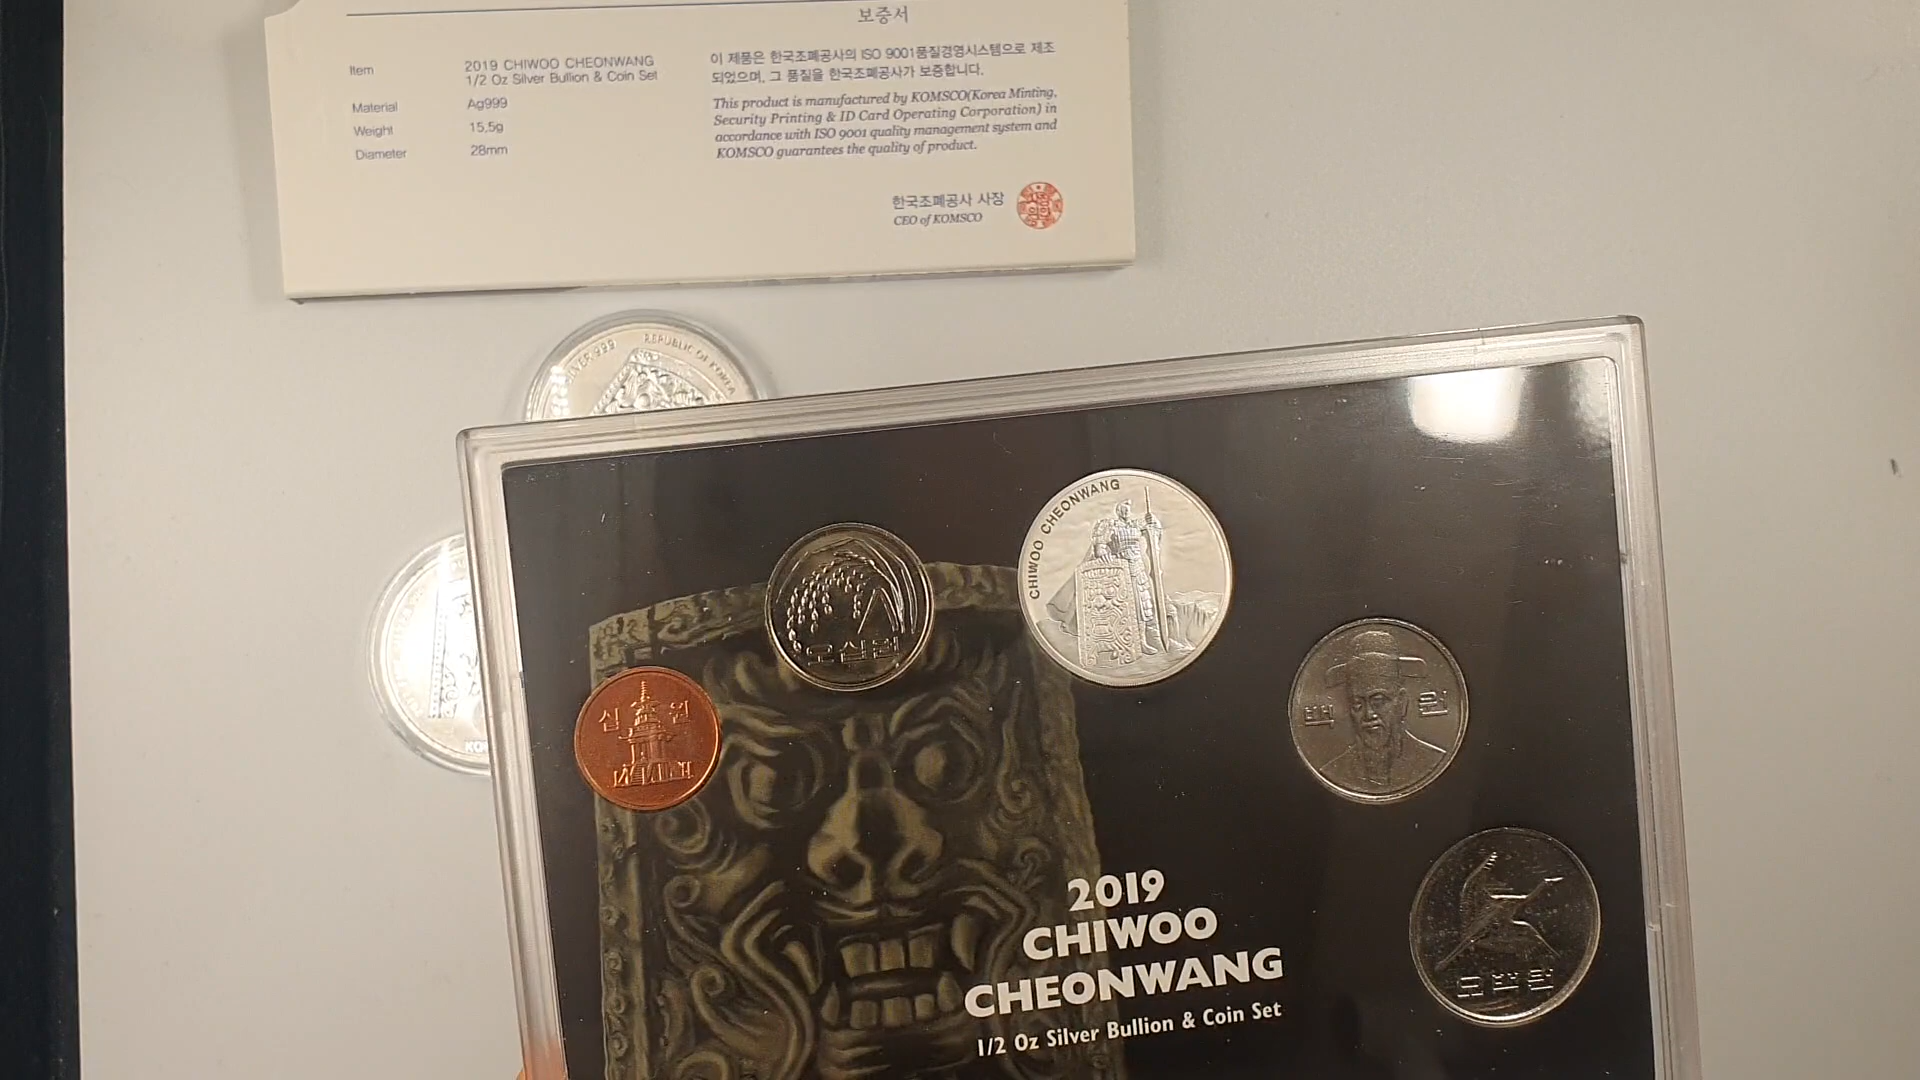 보증서
Item 2019 CHIWOO CHEONWANG
1/2 Oz Silver Bullion & Coin Set
Material Ag999
Weight 15.5g
Diameter 28mm
이 제품은 한국조폐공사의 ISO 9001품질경영시스템으로 제조
되었으며, 그 품질을 한국조폐공사가 보증합니다.
This product is manufactured by KOMSCO(Korea Minting,
Security Printing & ID Card Operating Corporation) in
accordance with ISO 9001 quality management system and
KOMSCO guarantees the quality of product.
한국조폐공사 사장
CEO of KOMSCO
999 REPUBLIC OF KOREA
CHIWOO CHEONWANG
오십원
십 원
백 원
오백원
2019
CHIWOO
CHEONWANG
1/2 Oz Silver Bullion & Coin Set